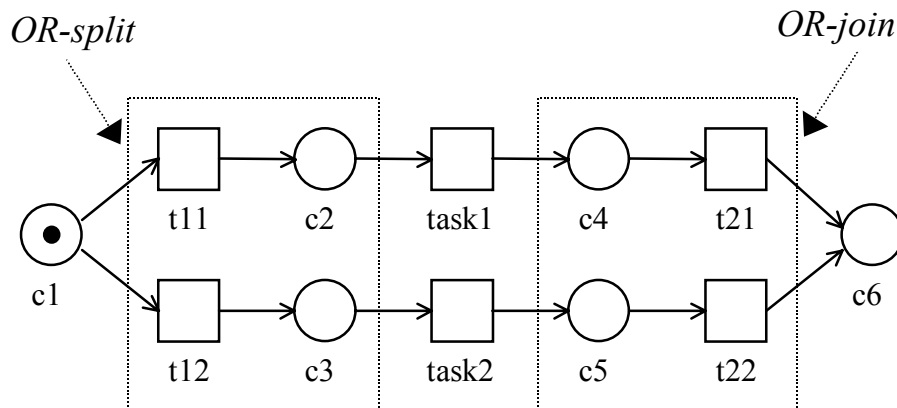 OR-split
OR-join
t11
c2
task1
c4
t21
c1
c6
t12
c3
task2
c5
t22